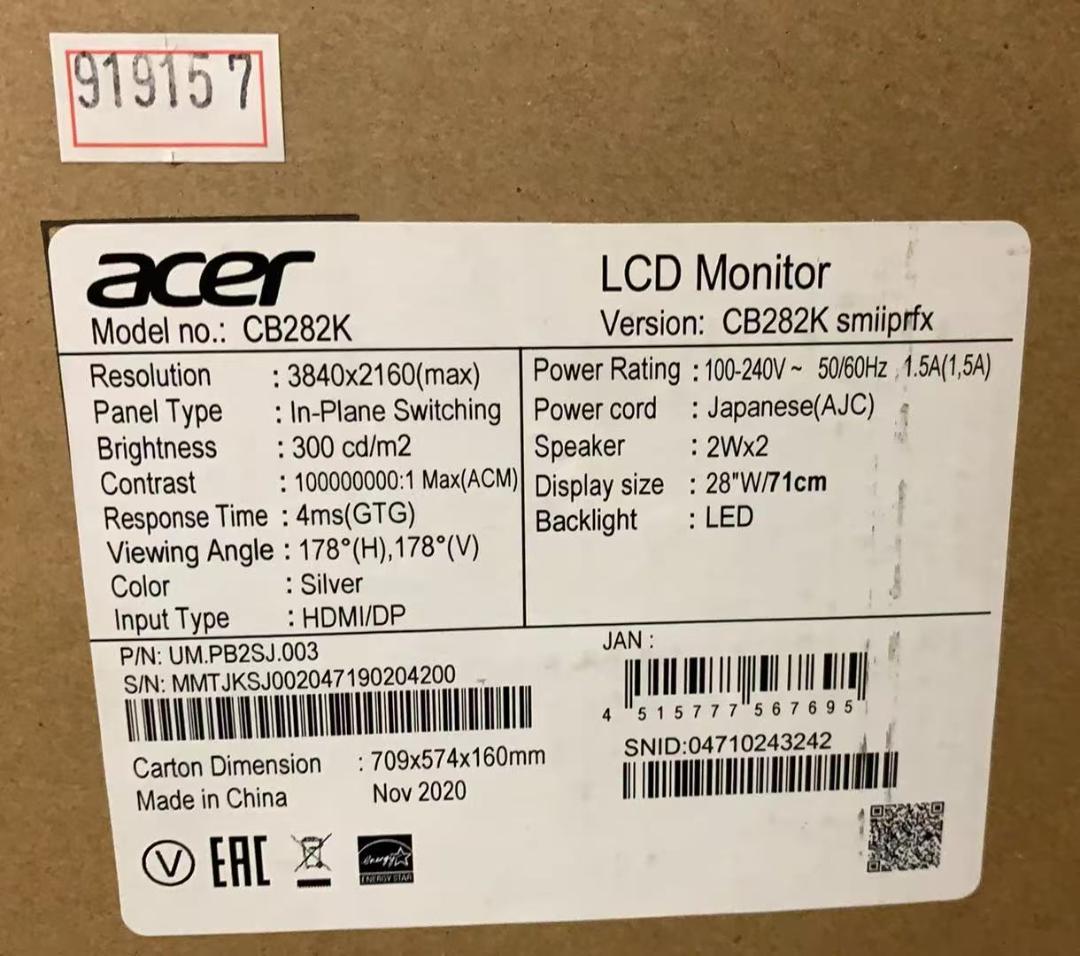 919157
acer
LCD Monitor
Model no.: CB282K
Version: CB282K smiiprfx
Resolution : 3840x2160(max)
Panel Type : In-Plane Switching
Brightness : 300 cd/m2
Contrast : 100000000:1 Max(ACM)
Response Time : 4ms(GTG)
Viewing Angle : 178°(H),178°(V)
Color : Silver
Input Type : HDMI/DP
Power Rating : 100-240V ~ 50/60Hz , 1.5A(1,5A)
Power cord : Japanese(AJC)
Speaker : 2Wx2
Display size : 28"W/71cm
Backlight : LED
P/N: UM.PB2SJ.003
S/N: MMTJKSJ002047190204200
Carton Dimension : 709x574x160mm
Made in China Nov 2020
JAN :
4 515777 567695
SNID:04710243242
V
EAC
energy
ENERGY STAR